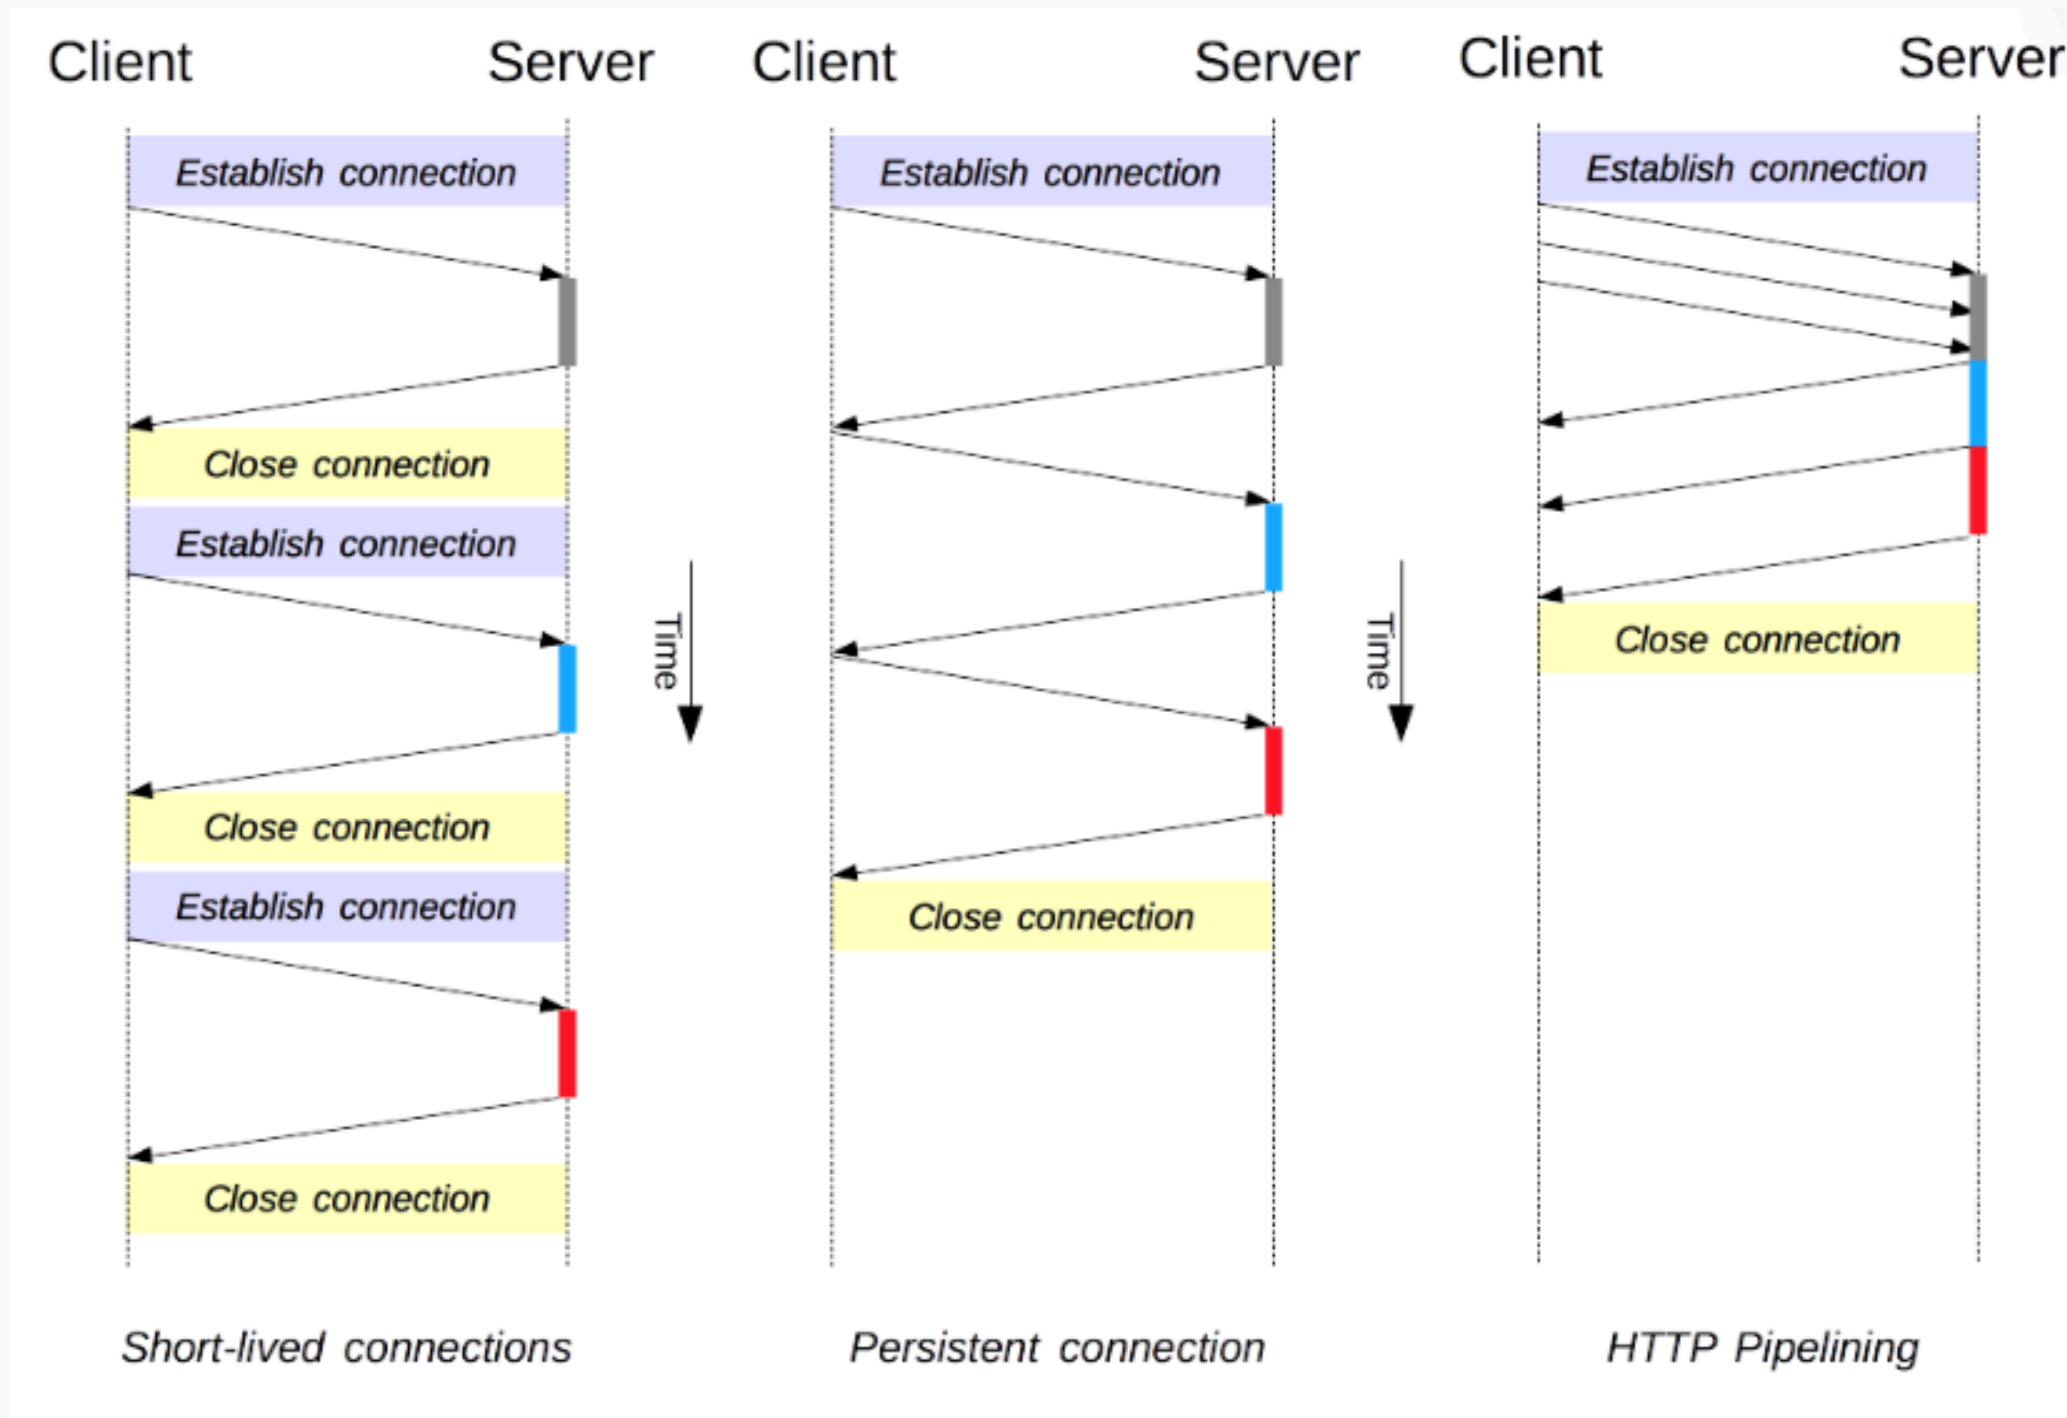 Client
Server
Establish connection
Close connection
Establish connection
Close connection
Establish connection
Close connection
Short-lived connections
Time
Client
Server
Establish connection
Close connection
Persistent connection
Time
Client
Server
Establish connection
Close connection
HTTP Pipelining